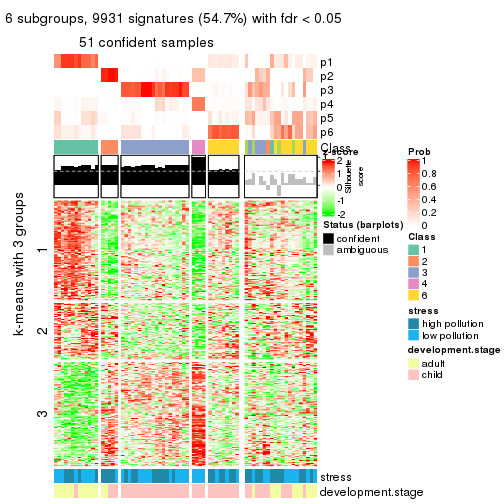 6 subgroups, 9931 signatures (54.7%) with fdr < 0.05
51 confident samples
p1
p2
p3
p4
p5
p6
Class
z-score
2
1
0
-1
-2
Silhouette
score
Status (barplots)
confident
ambiguous
Prob
1
0.8
0.6
0.4
0.2
0
Class
1
2
3
4
6
stress
high pollution
low pollution
development.stage
adult
child
k-means with 3 groups
1
2
3
stress
development.stage